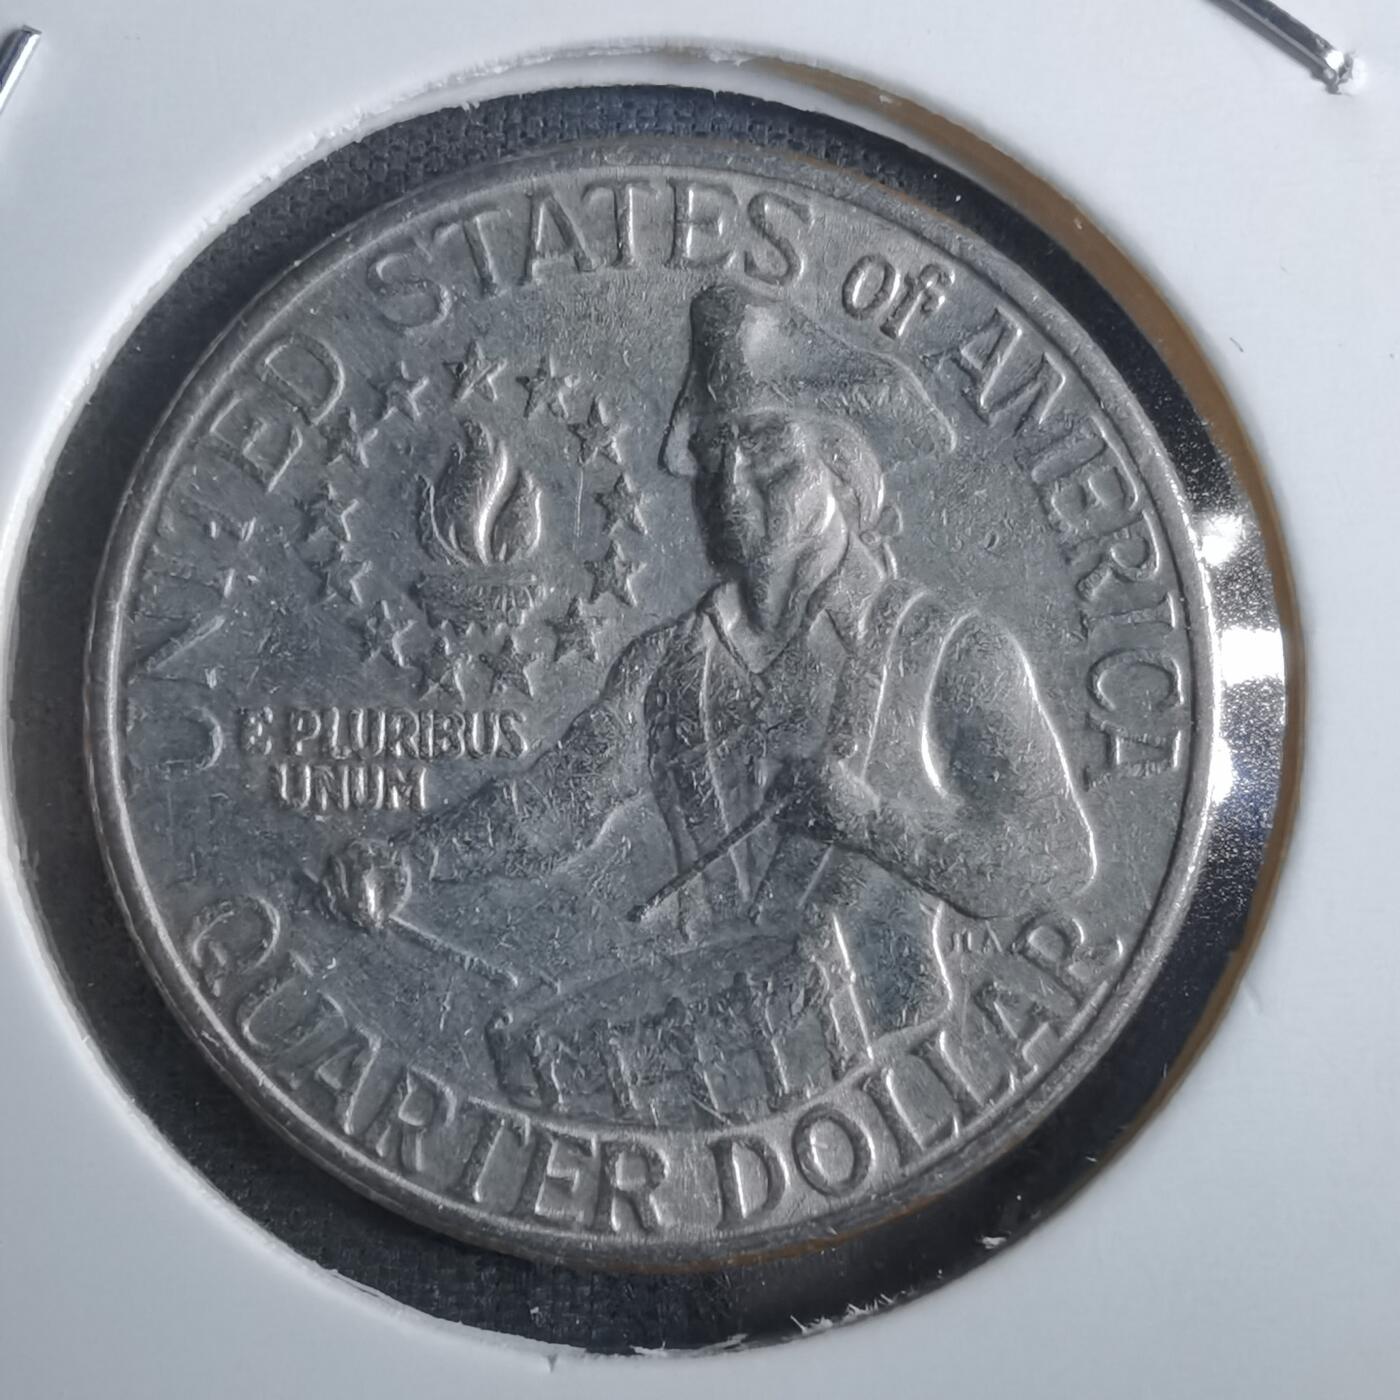 UNITED STATES of AMERICA
E PLURIBUS
UNUM
JLA
QUARTER DOLLAR